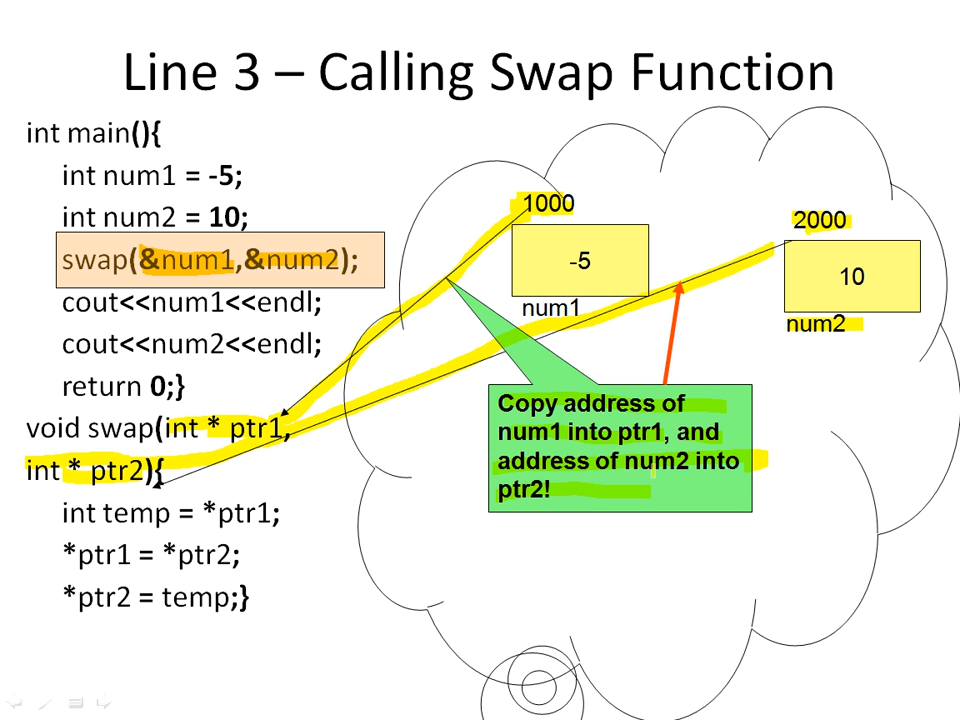 Line 3 – Calling Swap Function
int main(){
int num1 = -5;
int num2 = 10;
swap(&num1,&num2);
cout<<num1<<endl;
cout<<num2<<endl;
return 0;}
void swap(int * ptr1,
int * ptr2){
int temp = *ptr1;
*ptr1 = *ptr2;
*ptr2 = temp;}
1000
-5
num1
2000
10
num2
Copy address of
num1 into ptr1, and
address of num2 into
ptr2!